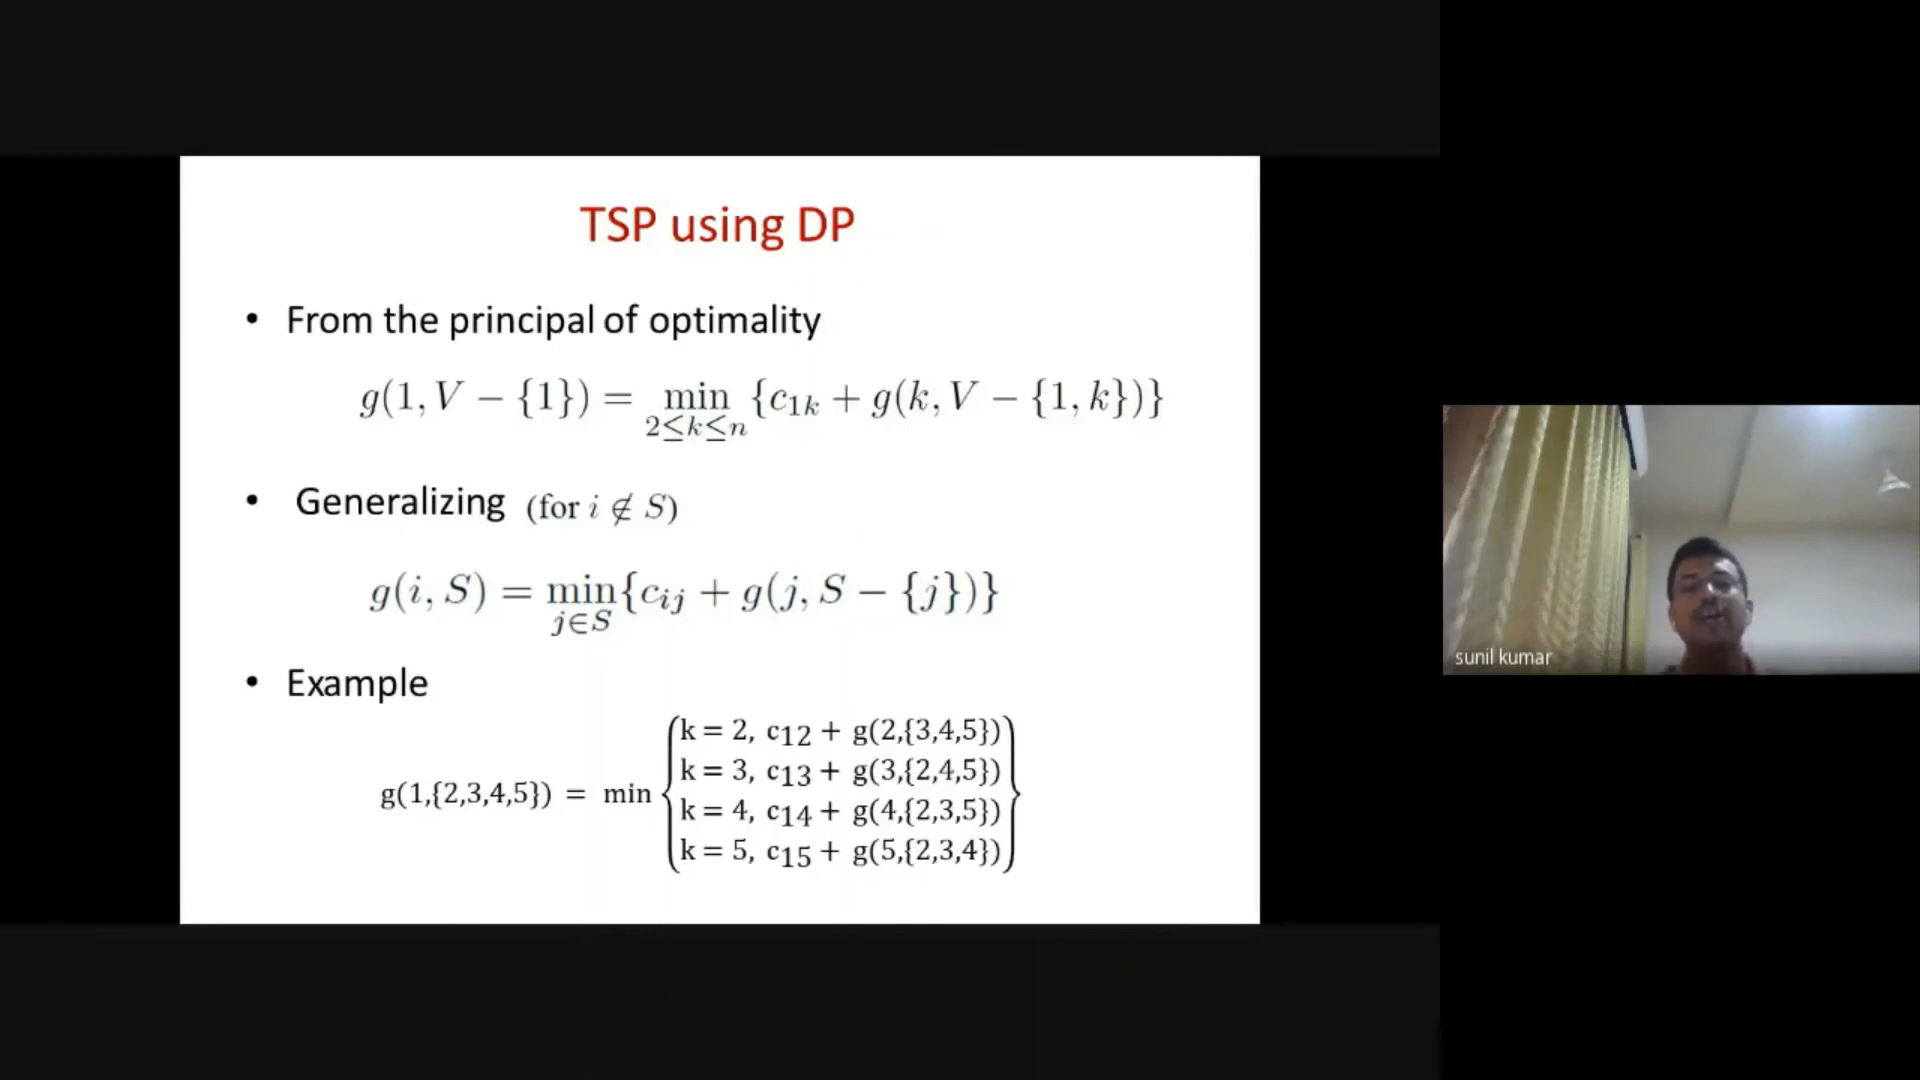 TSP using DP
• From the principal of optimality
g(1, V − {1}) = min {c1k + g(k, V − {1, k})}
2≤k≤n
• Generalizing (for i ∉ S)
g(i, S) = min{cij + g(j, S − {j})}
j∈S
• Example
k = 2, c12 + g(2,{3,4,5})
k = 3, c13 + g(3,{2,4,5})
g(1,{2,3,4,5}) = min
k = 4, c14 + g(4,{2,3,5})
k = 5, c15 + g(5,{2,3,4})
sunil kumar